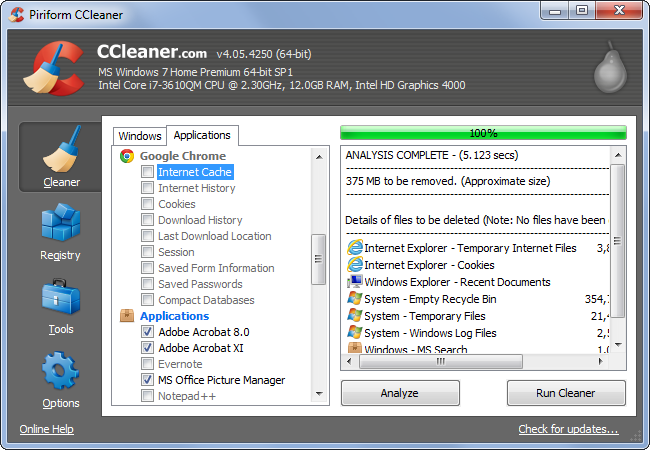 Piriform CCleaner
CCleaner.com v4.05.4250 (64-bit)
MS Windows 7 Home Premium 64-bit SP1
Intel Core i7-3610QM CPU @ 2.30GHz, 12.0GB RAM, Intel HD Graphics 4000
Cleaner
Registry
Tools
Options
Windows
Applications
Google Chrome
Internet Cache
Internet History
Cookies
Download History
Last Download Location
Session
Saved Form Information
Saved Passwords
Compact Databases
Applications
Adobe Acrobat 8.0
Adobe Acrobat XI
Evernote
MS Office Picture Manager
Notepad++
100%
ANALYSIS COMPLETE - (5.123 secs)
375 MB to be removed. (Approximate size)
Details of files to be deleted (Note: No files have been
Internet Explorer - Temporary Internet Files 3,8
Internet Explorer - Cookies
Windows Explorer - Recent Documents
System - Empty Recycle Bin 354,7
System - Temporary Files 21,4
System - Windows Log Files 2,5
Windows - MS Search 1,0
Analyze
Run Cleaner
Online Help
Check for updates...